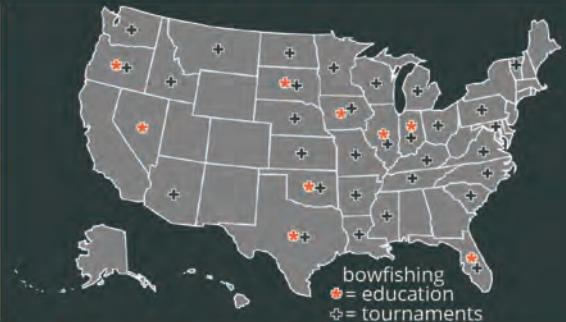 bowfishing
= education
= tournaments